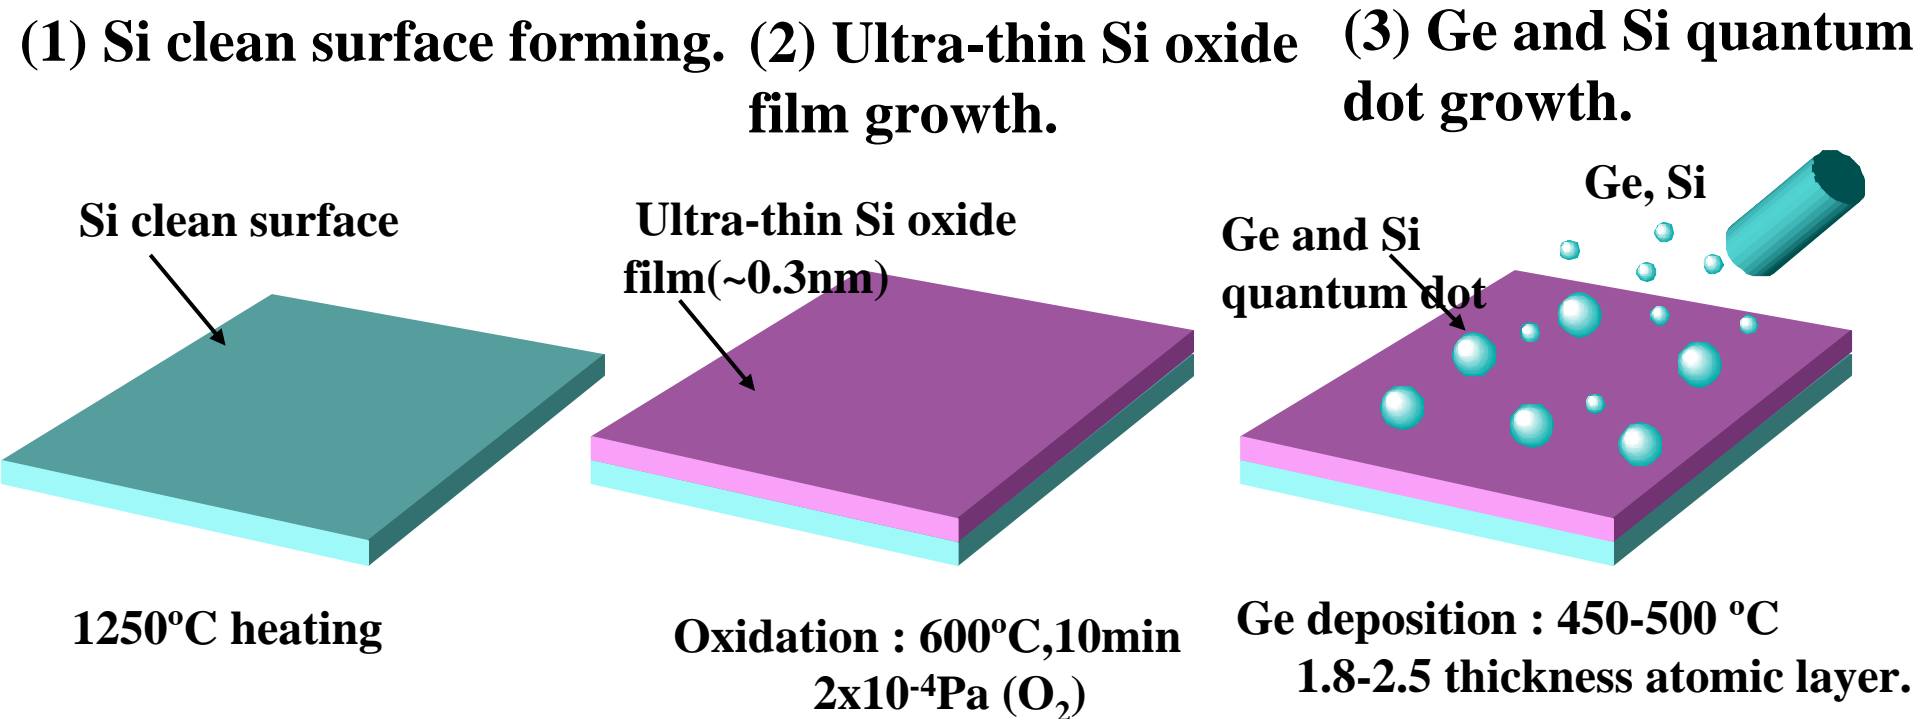 (1) Si clean surface forming.
(2) Ultra-thin Si oxide
film growth.
(3) Ge and Si quantum
dot growth.
Si clean surface
Ultra-thin Si oxide
film(~0.3nm)
Ge, Si
Ge and Si
quantum dot
1250ºC heating
Oxidation : 600ºC,10min
2x10⁻⁴Pa (O₂)
Ge deposition : 450-500 ºC
1.8-2.5 thickness atomic layer.